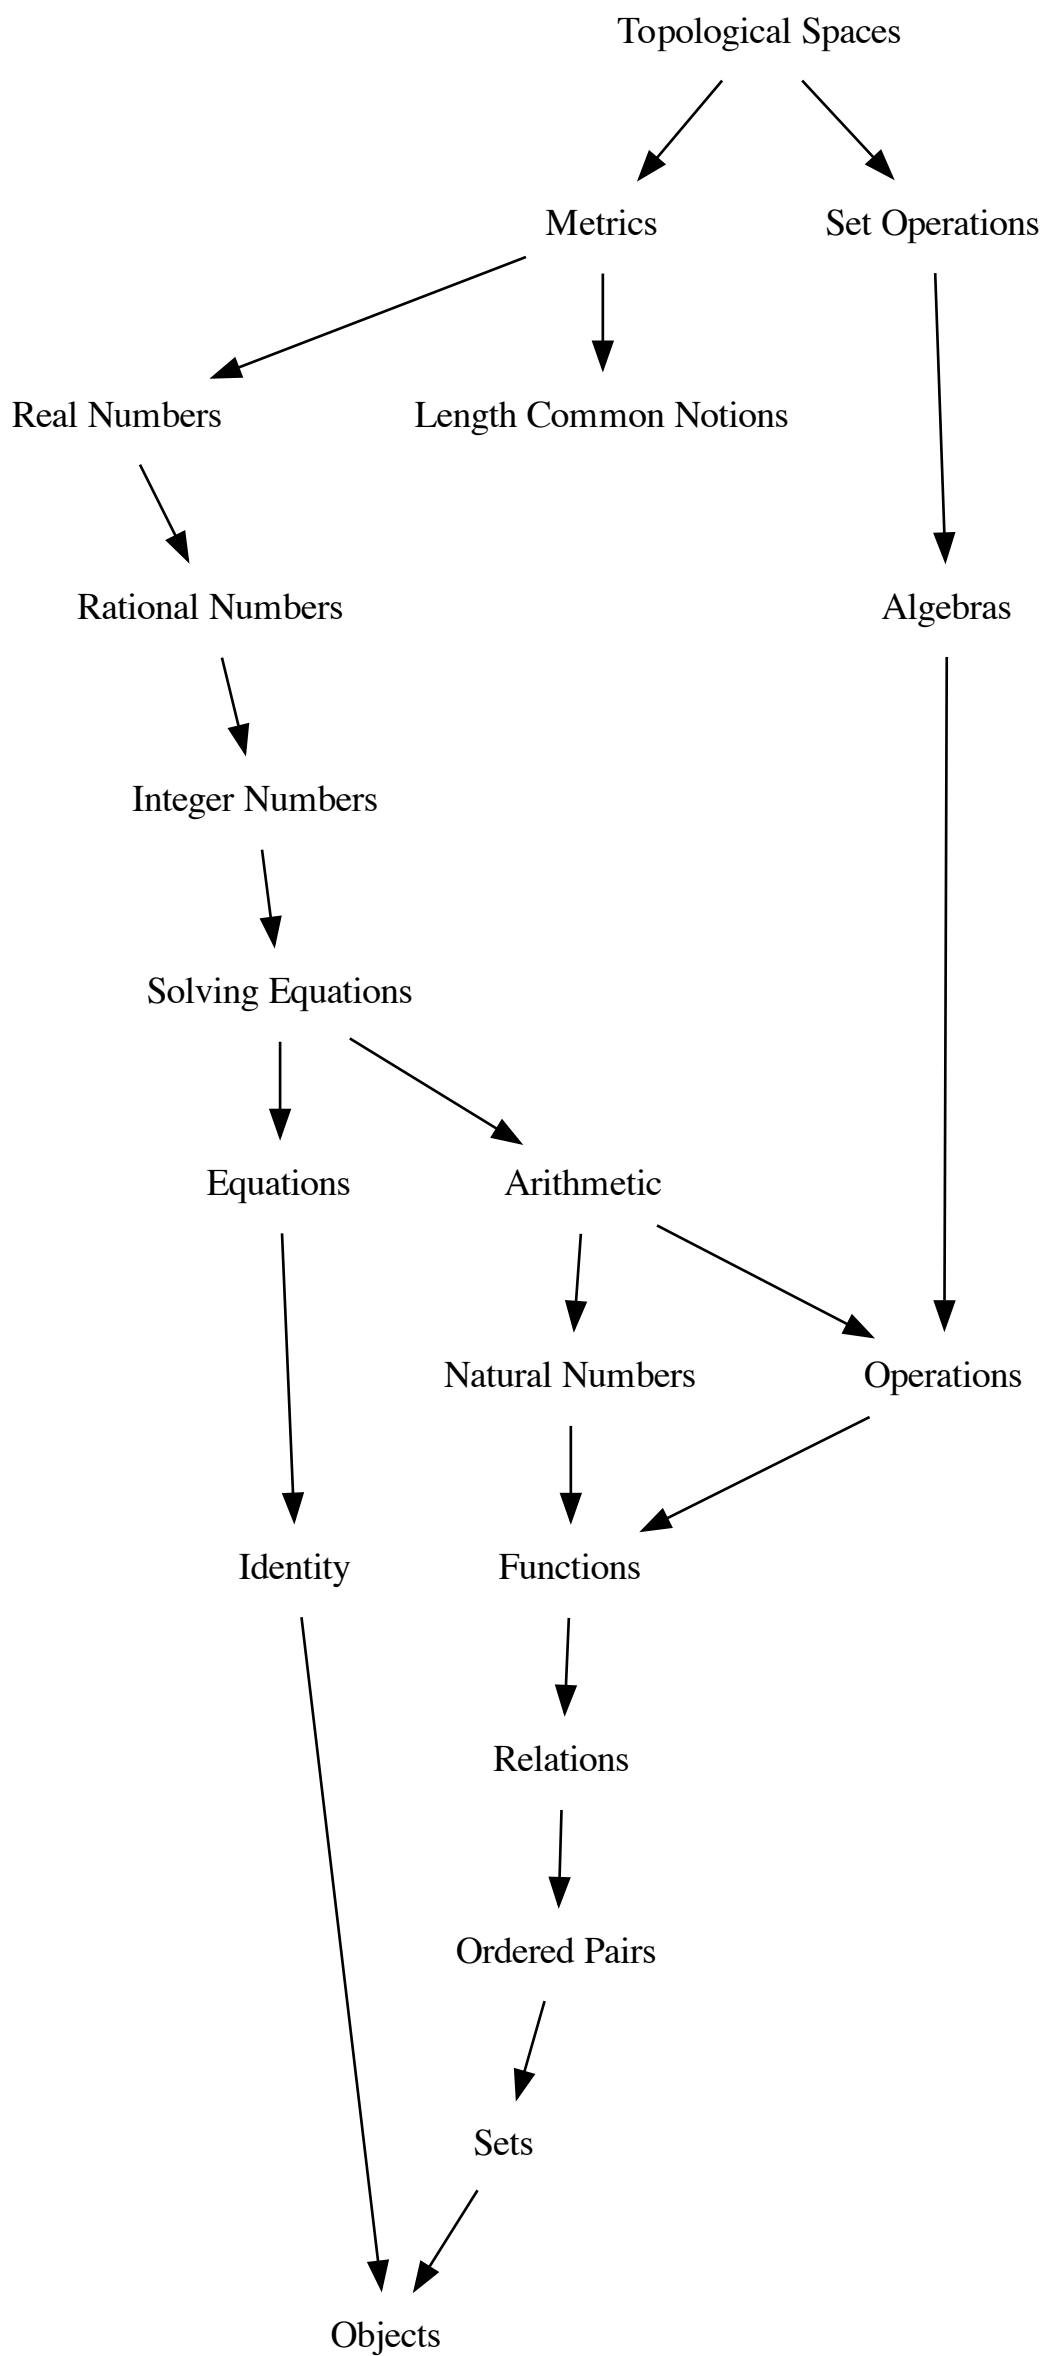 Topological Spaces
Metrics
Set Operations
Real Numbers
Length Common Notions
Rational Numbers
Algebras
Integer Numbers
Solving Equations
Equations
Arithmetic
Natural Numbers
Operations
Identity
Functions
Relations
Ordered Pairs
Sets
Objects